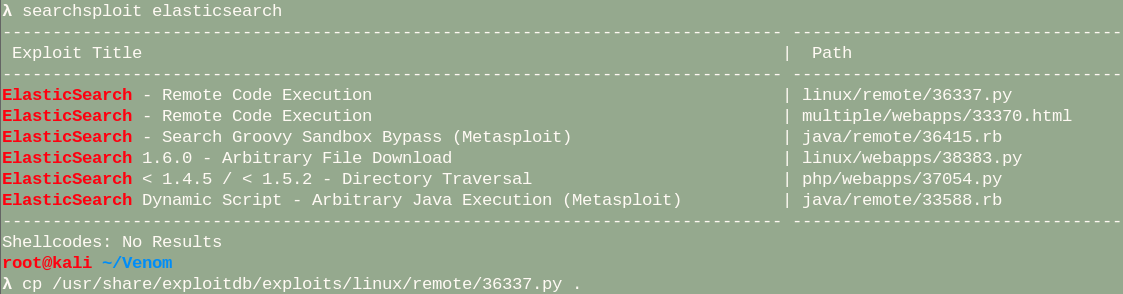 λ searchsploit elasticsearch
------------------------------------------------------------------------------ ---------------------------------
 Exploit Title                                                                |  Path
------------------------------------------------------------------------------ ---------------------------------
ElasticSearch - Remote Code Execution                                         | linux/remote/36337.py
ElasticSearch - Remote Code Execution                                         | multiple/webapps/33370.html
ElasticSearch - Search Groovy Sandbox Bypass (Metasploit)                     | java/remote/36415.rb
ElasticSearch 1.6.0 - Arbitrary File Download                                 | linux/webapps/38383.py
ElasticSearch < 1.4.5 / < 1.5.2 - Directory Traversal                         | php/webapps/37054.py
ElasticSearch Dynamic Script - Arbitrary Java Execution (Metasploit)          | java/remote/33588.rb
------------------------------------------------------------------------------ ---------------------------------
Shellcodes: No Results
root@kali ~/Venom
λ cp /usr/share/exploitdb/exploits/linux/remote/36337.py .